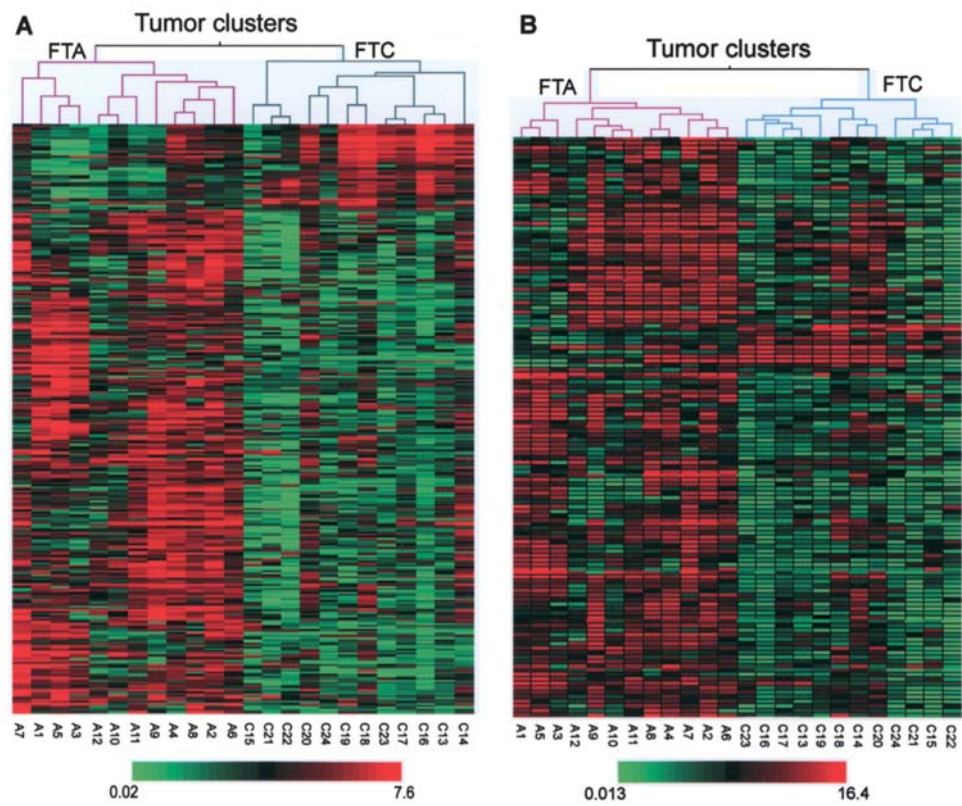 A
Tumor clusters
FTA
FTC
A7 A1 A5 A3 A12 A10 A11 A9 A4 A8 A2 A6 C15 C21 C22 C20 C24 C19 C18 C23 C17 C16 C13 C14
0.02
7.6
B
Tumor clusters
FTA
FTC
A1 A5 A3 A12 A9 A10 A11 A8 A4 A7 A2 A6 C23 C16 C17 C13 C19 C18 C14 C20 C24 C21 C15 C22
0.013
16.4